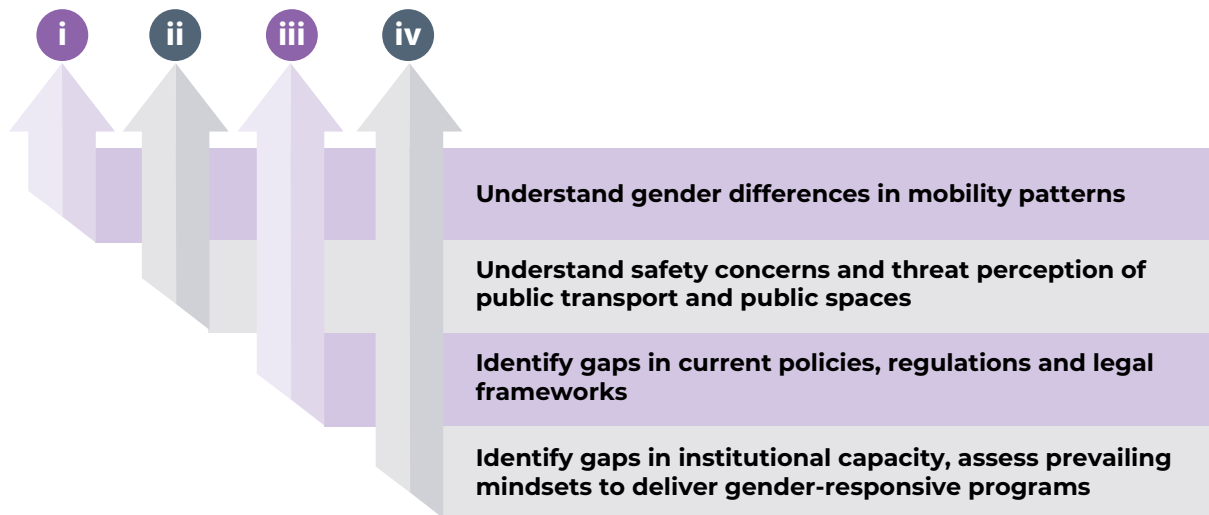 i
ii
iii
iv
Understand gender differences in mobility patterns
Understand safety concerns and threat perception of
public transport and public spaces
Identify gaps in current policies, regulations and legal
frameworks
Identify gaps in institutional capacity, assess prevailing
mindsets to deliver gender-responsive programs